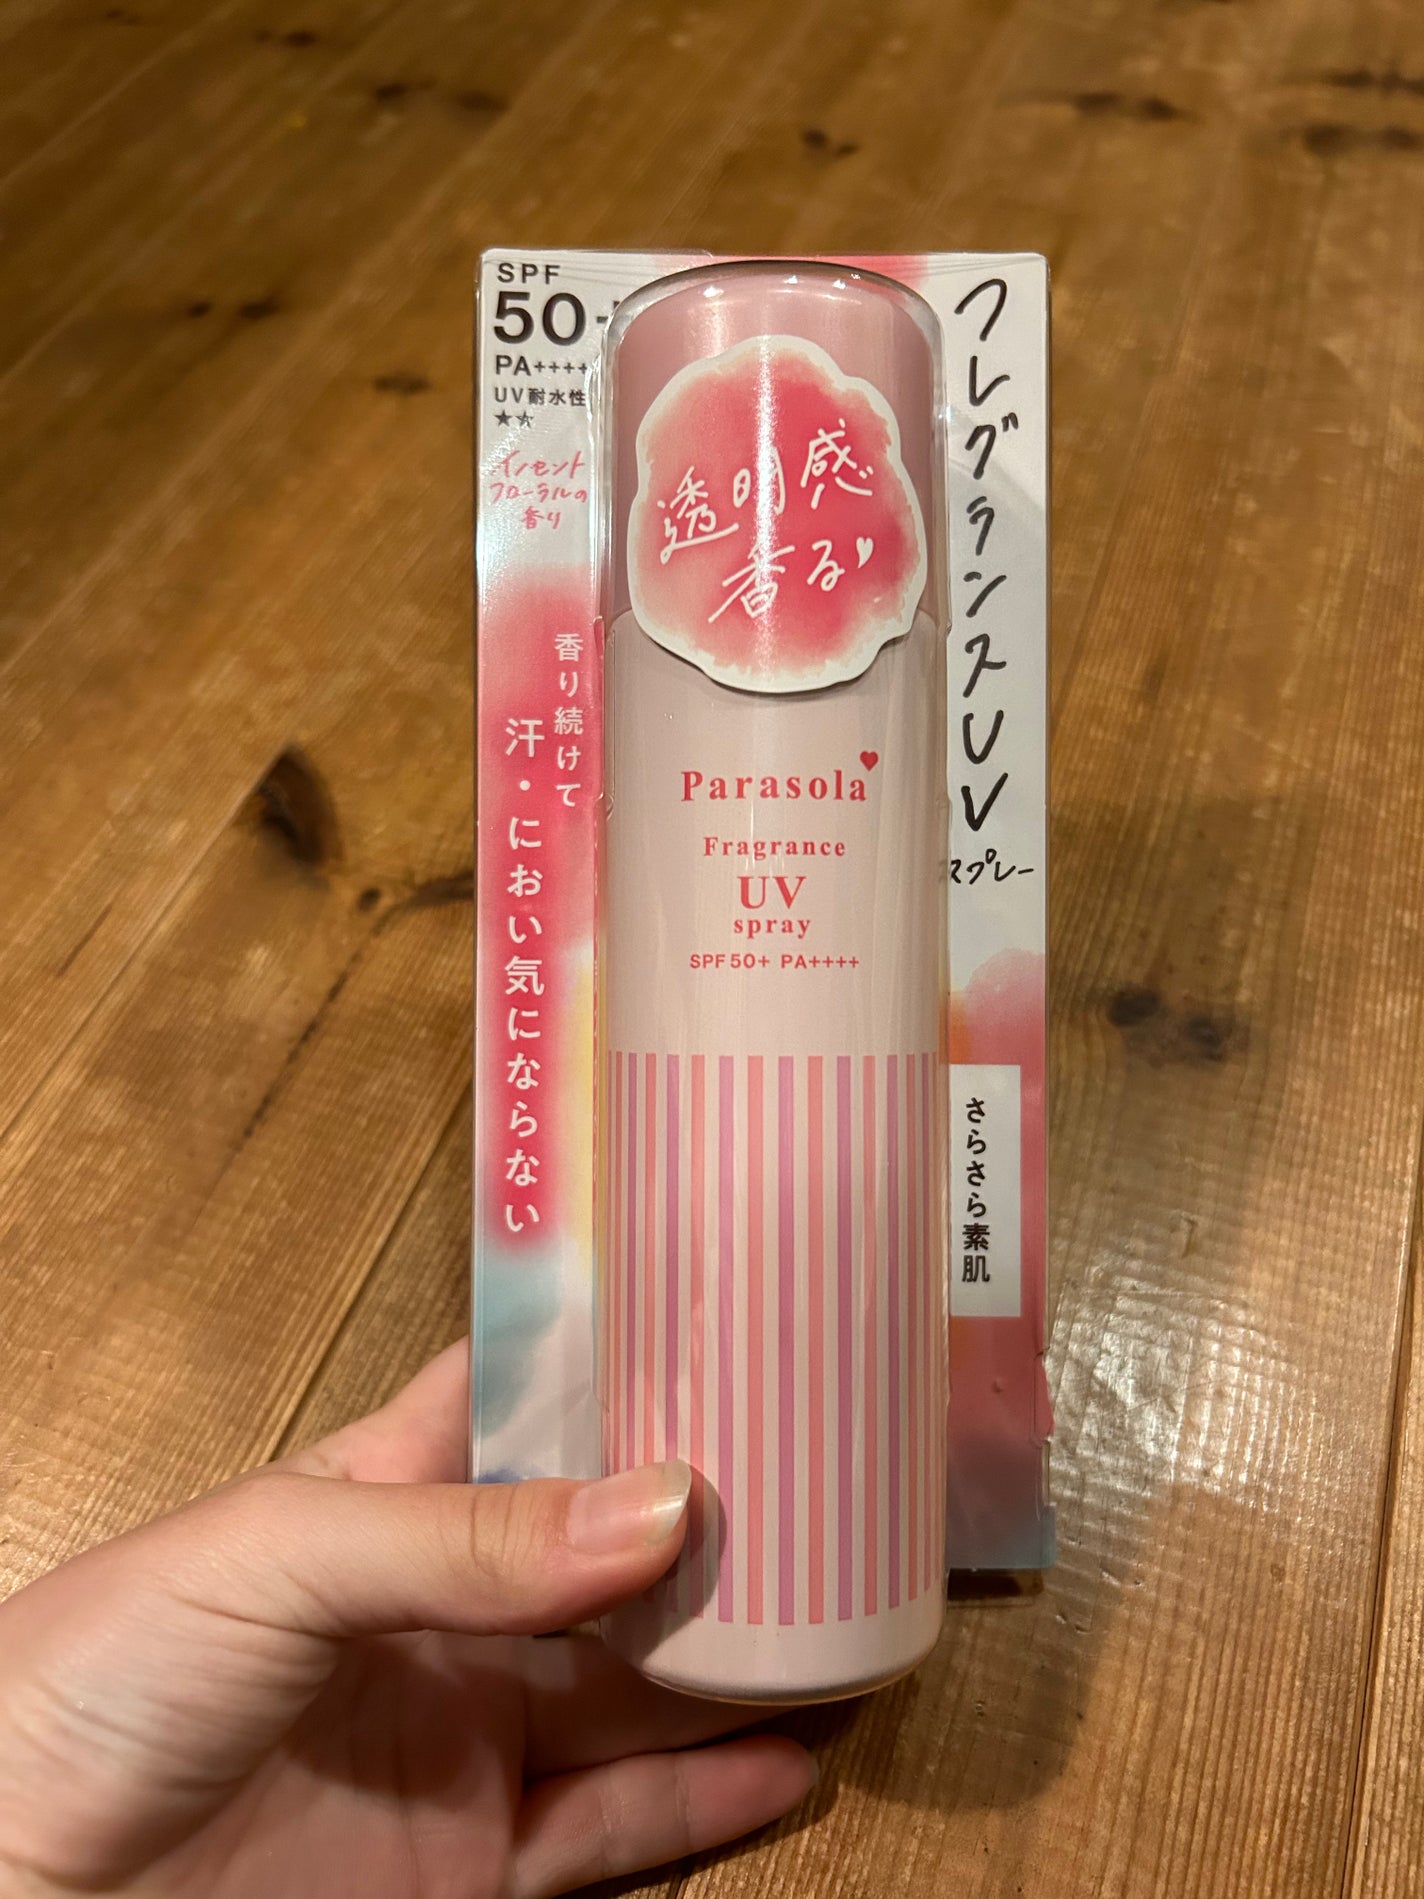 SPF
50+
PA++++
UV耐水性
★★
イノセント
フローラルの
香り
香り続けて
汗・におい気にならない
透明感
香る
Parasola
Fragrance
UV
spray
SPF50+ PA++++
フレグランスUV
スプレー
さらさら素肌